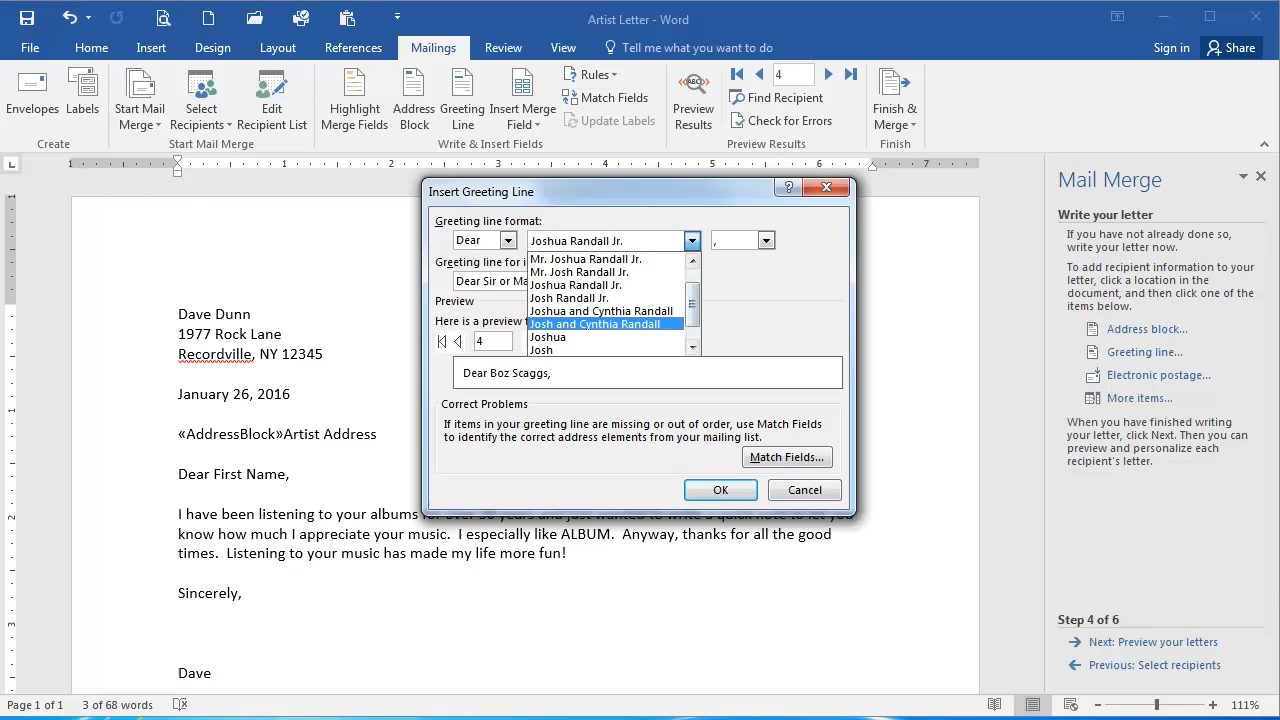 Artist Letter - Word
File Home Insert Design Layout References Mailings Review View Tell me what you want to do Sign in Share
Envelopes Labels
Create
Start Mail Merge Select Recipients Edit Recipient List
Start Mail Merge
Highlight Merge Fields Address Block Greeting Line Insert Merge Field
Rules
Match Fields
Update Labels
Write & Insert Fields
ABC
Preview Results
4
Find Recipient
Check for Errors
Preview Results
Finish & Merge
Finish
1 1 2 3 4 5 6 7
Dave Dunn
1977 Rock Lane
Recordville, NY 12345
January 26, 2016
«AddressBlock»Artist Address
Dear First Name,
know how much I appreciate your music. I especially like ALBUM. Anyway, thanks for all the good
times. Listening to your music has made my life more fun!
Sincerely,
Dave
Insert Greeting Line
?
Greeting line format:
Dear Joshua Randall Jr. ,
Mr. Joshua Randall Jr.
Mr. Josh Randall Jr.
Joshua Randall Jr.
Josh Randall Jr.
Joshua and Cynthia Randall
Josh and Cynthia Randall
Joshua
Josh
Greeting line for i
Dear Sir or Ma
Preview
Here is a preview f
4
Dear Boz Scaggs,
Correct Problems
If items in your greeting line are missing or out of order, use Match Fields
to identify the correct address elements from your mailing list.
Match Fields...
OK Cancel
I have been listening to your albums
Mail Merge
Write your letter
If you have not already done so,
write your letter now.
To add recipient information to your
letter, click a location in the
document, and then click one of the
items below.
Address block...
Greeting line...
Electronic postage...
More items...
When you have finished writing
your letter, click Next. Then you can
preview and personalize each
recipient's letter.
Step 4 of 6
Next: Preview your letters
Previous: Select recipients
Page 1 of 1 3 of 68 words 111%